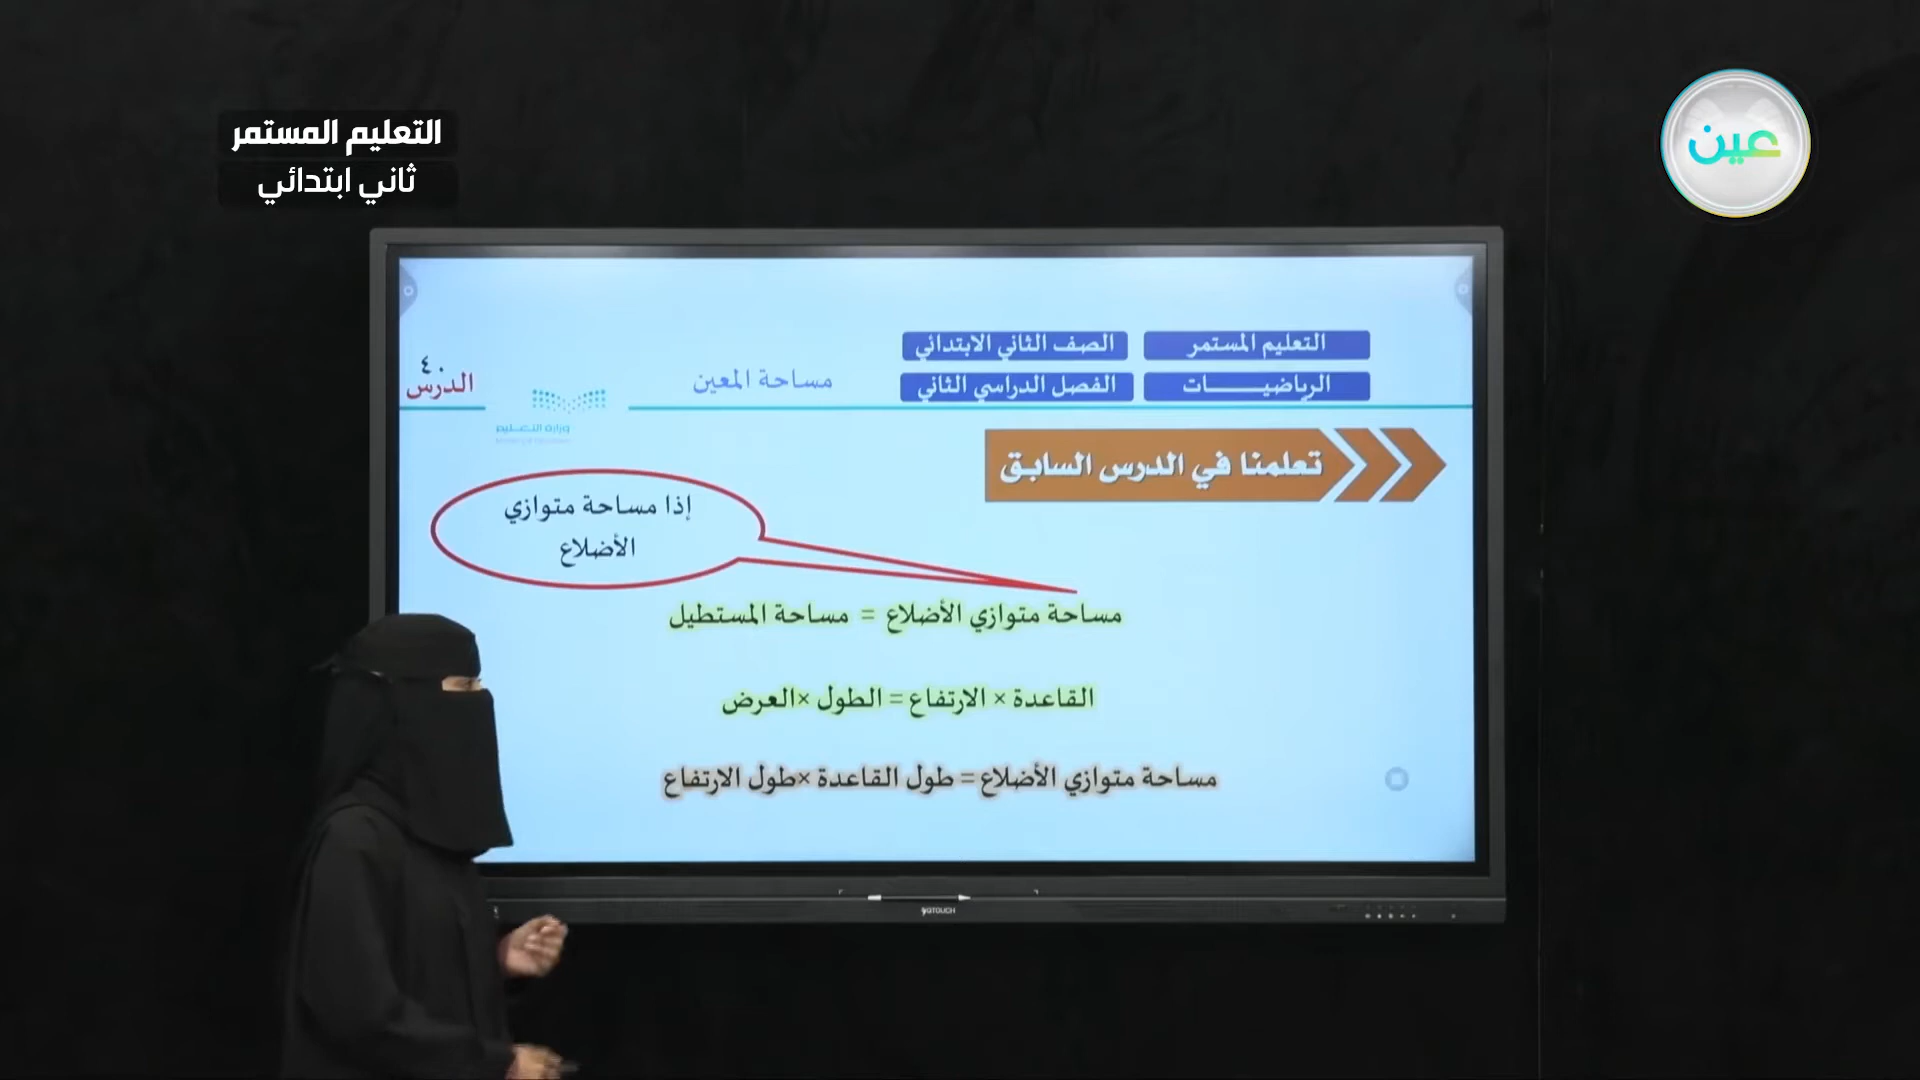 التعليم المستمر
ثاني ابتدائي
عين
التعليم المستمر
الصف الثاني الابتدائي
الرياضيـــــــات
الفصل الدراسي الثاني
مساحة المعين
٤٠
الدرس
وزارة التعليم
تعلمنا في الدرس السابق
إذا مساحة متوازي
الأضلاع
مساحة متوازي الأضلاع = مساحة المستطيل
القاعدة × الارتفاع = الطول ×العرض
مساحة متوازي الأضلاع = طول القاعدة ×طول الارتفاع